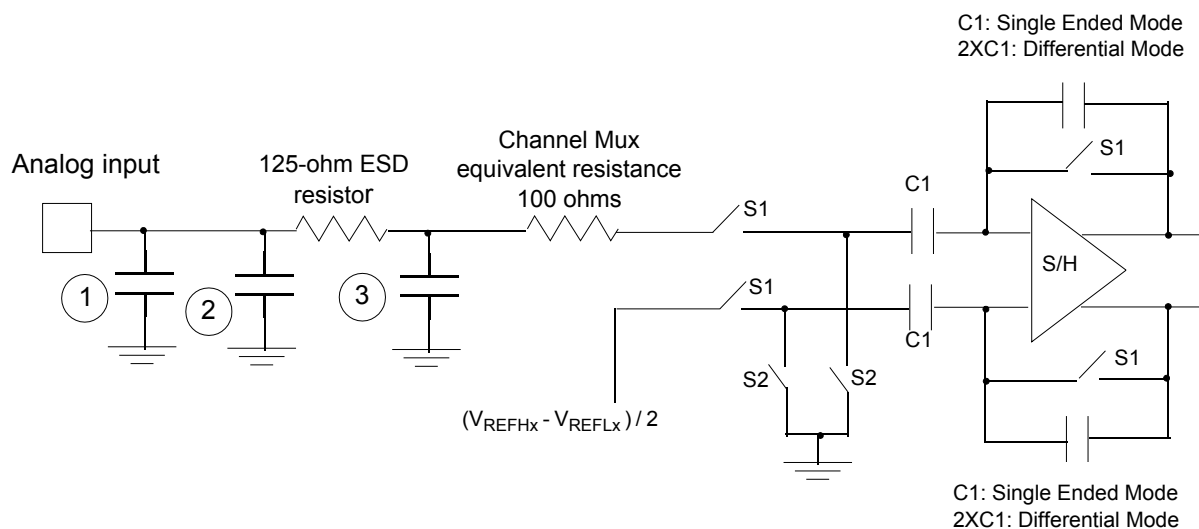 C1: Single Ended Mode
2XC1: Differential Mode
Analog input
125-ohm ESD
resistor
Channel Mux
equivalent resistance
100 ohms
S1
C1
S1
S/H
1
2
3
S1
C1
S2
S2
S1
(VREFHx - VREFLx) / 2
C1: Single Ended Mode
2XC1: Differential Mode